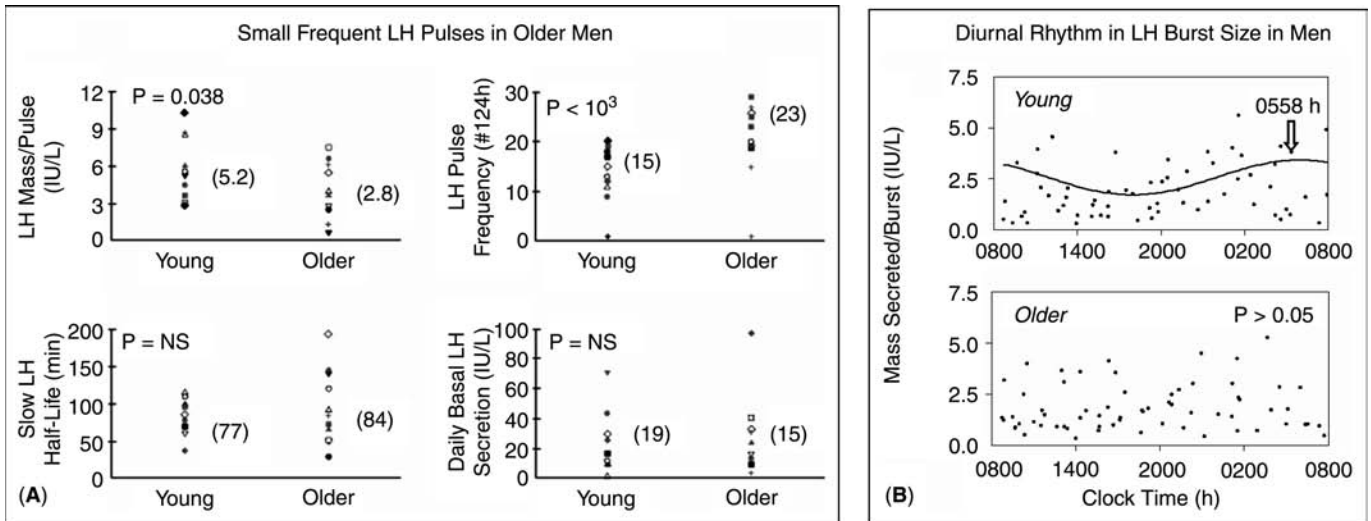 Small Frequent LH Pulses in Older Men
LH Mass/Pulse
(IU/L)
12
9
6
3
0
P = 0.038
(5.2)
(2.8)
Young
Older
LH Pulse
Frequency (#124h)
30
20
10
0
P < 10³
(15)
(23)
Young
Older
Slow LH
Half-Life (min)
200
150
100
50
0
P = NS
(77)
(84)
Young
Older
Daily Basal LH
Secretion (IU/L)
100
80
60
40
20
0
P = NS
(19)
(15)
Young
Older
(A)
Diurnal Rhythm in LH Burst Size in Men
Mass Secreted/Burst (IU/L)
7.5
5.0
2.5
0.0
Young
0558 h
0800
1400
2000
0200
0800
7.5
5.0
2.5
0.0
Older
P > 0.05
0800
1400
2000
0200
0800
Clock Time (h)
(B)